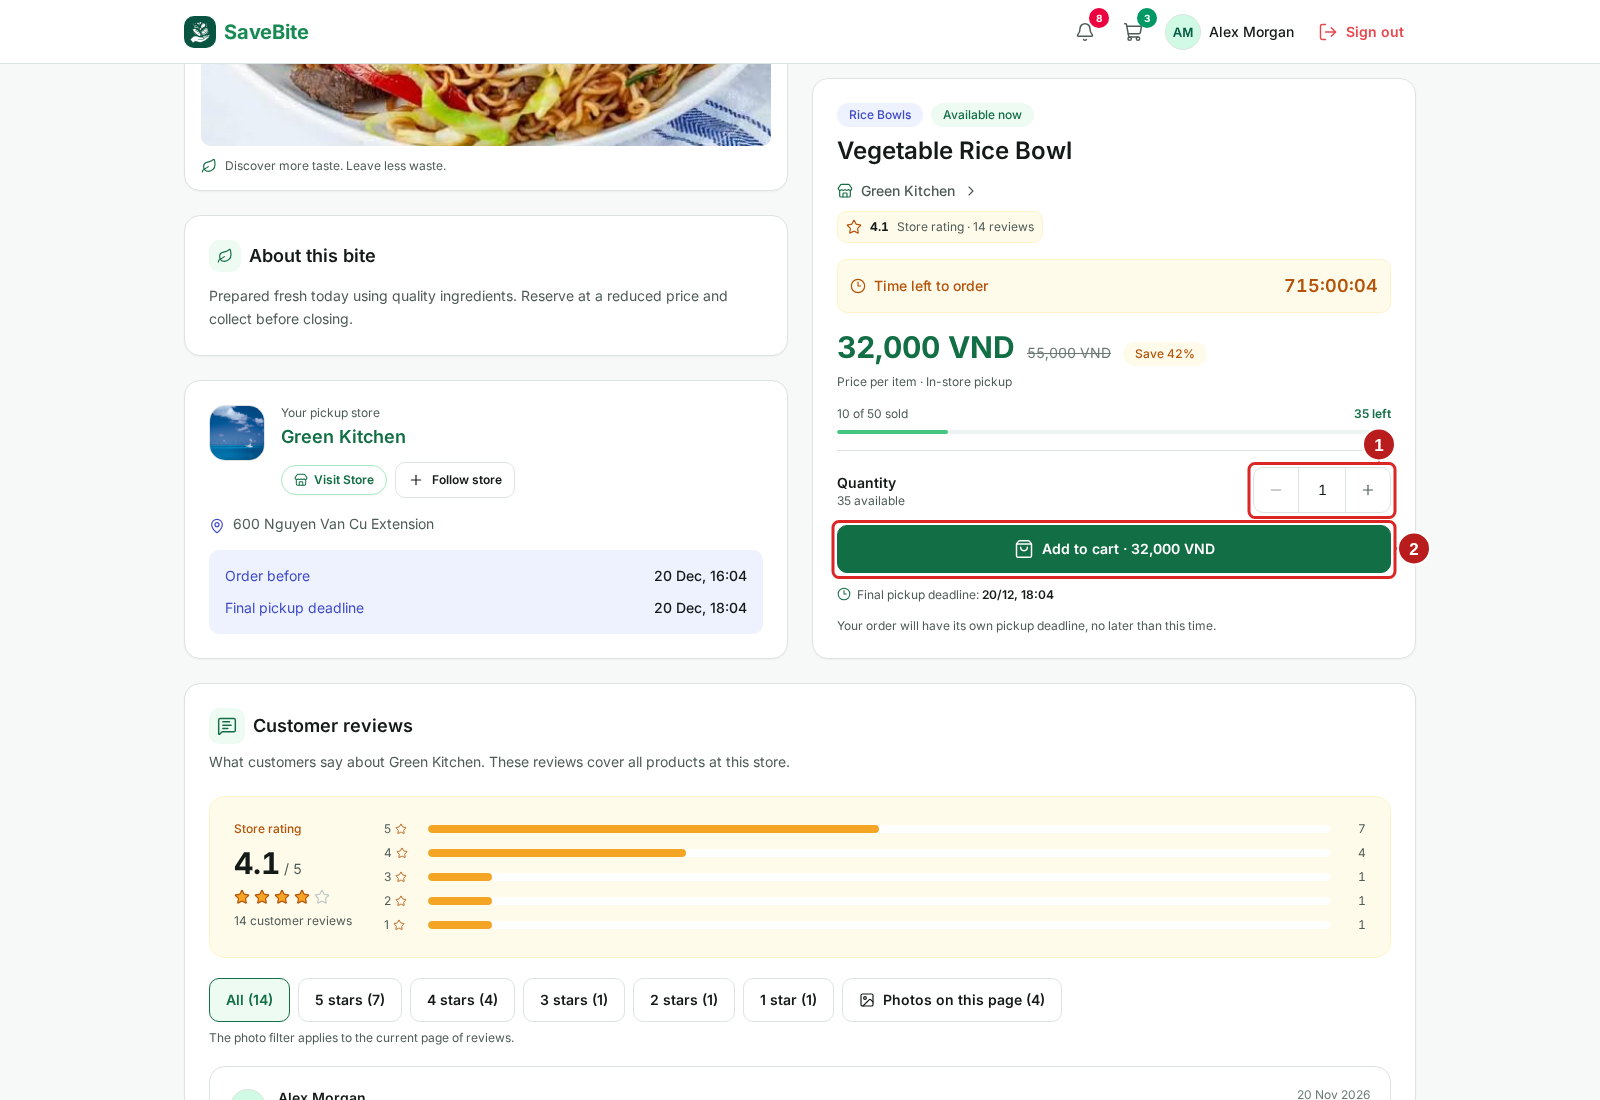 SaveBite
8
3
AM
Alex Morgan
Sign out
Discover more taste. Leave less waste.
About this bite
Prepared fresh today using quality ingredients. Reserve at a reduced price and
collect before closing.
Your pickup store
Green Kitchen
Visit Store
Follow store
600 Nguyen Van Cu Extension
Order before
20 Dec, 16:04
Final pickup deadline
20 Dec, 18:04
Rice Bowls
Available now
Vegetable Rice Bowl
Green Kitchen
4.1 Store rating · 14 reviews
Time left to order
715:00:04
32,000 VND 55,000 VND Save 42%
Price per item · In-store pickup
10 of 50 sold
35 left
1
Quantity
35 available
1
Add to cart · 32,000 VND
2
Final pickup deadline: 20/12, 18:04
Your order will have its own pickup deadline, no later than this time.
Customer reviews
What customers say about Green Kitchen. These reviews cover all products at this store.
Store rating
4.1 / 5
14 customer reviews
5 7
4 4
3 1
2 1
1 1
All (14)
5 stars (7)
4 stars (4)
3 stars (1)
2 stars (1)
1 star (1)
Photos on this page (4)
The photo filter applies to the current page of reviews.
Alex Morgan
20 Nov 2026